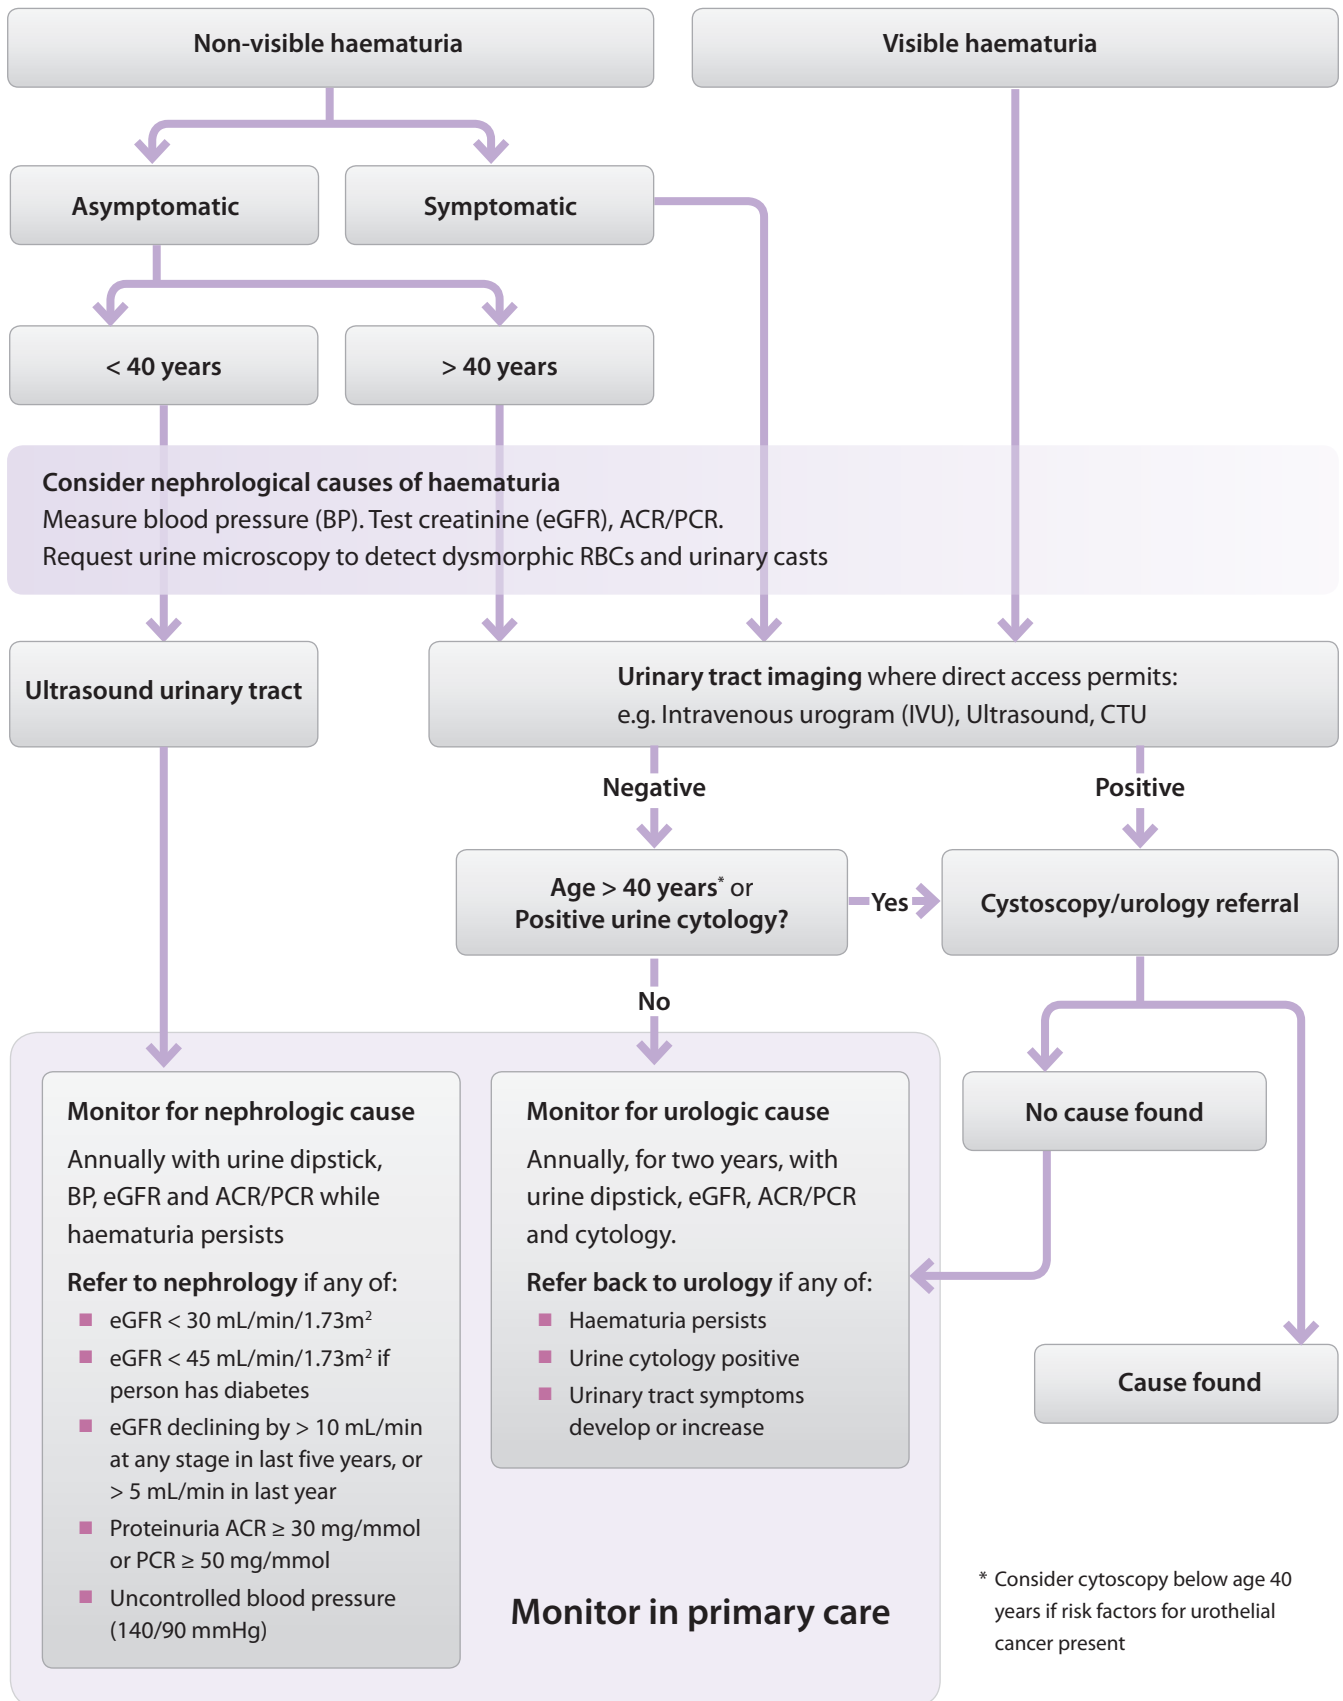 Non-visible haematuria
Visible haematuria
Asymptomatic
Symptomatic
< 40 years
> 40 years
Consider nephrological causes of haematuria
Measure blood pressure (BP). Test creatinine (eGFR), ACR/PCR.
Request urine microscopy to detect dysmorphic RBCs and urinary casts
Ultrasound urinary tract
Urinary tract imaging where direct access permits:
e.g. Intravenous urogram (IVU), Ultrasound, CTU
Negative
Positive
Age > 40 years* or
Positive urine cytology?
Yes
Cystoscopy/urology referral
No
Monitor for nephrologic cause
Annually with urine dipstick,
BP, eGFR and ACR/PCR while
haematuria persists
Refer to nephrology if any of:
■ eGFR < 30 mL/min/1.73m²
■ eGFR < 45 mL/min/1.73m² if
person has diabetes
■ eGFR declining by > 10 mL/min
at any stage in last five years, or
> 5 mL/min in last year
■ Proteinuria ACR ≥ 30 mg/mmol
or PCR ≥ 50 mg/mmol
■ Uncontrolled blood pressure
(140/90 mmHg)
Monitor for urologic cause
Annually, for two years, with
urine dipstick, eGFR, ACR/PCR
and cytology.
Refer back to urology if any of:
■ Haematuria persists
■ Urine cytology positive
■ Urinary tract symptoms
develop or increase
No cause found
Cause found
Monitor in primary care
* Consider cytoscopy below age 40
years if risk factors for urothelial
cancer present